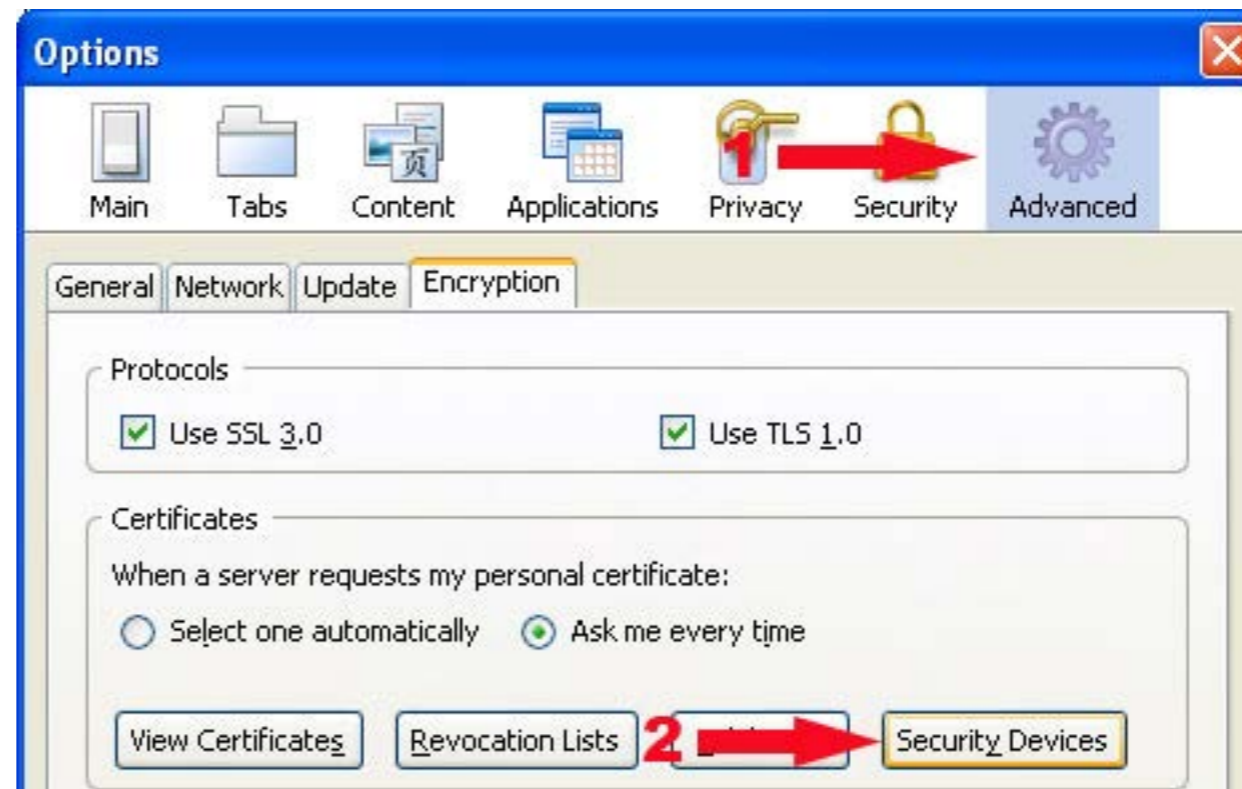 Options
页
1
Main Tabs Content Applications Privacy Security Advanced
General Network Update Encryption
Protocols
Use SSL 3.0 Use TLS 1.0
Certificates
When a server requests my personal certificate:
Select one automatically Ask me every time
View Certificates Revocation Lists 2 Security Devices